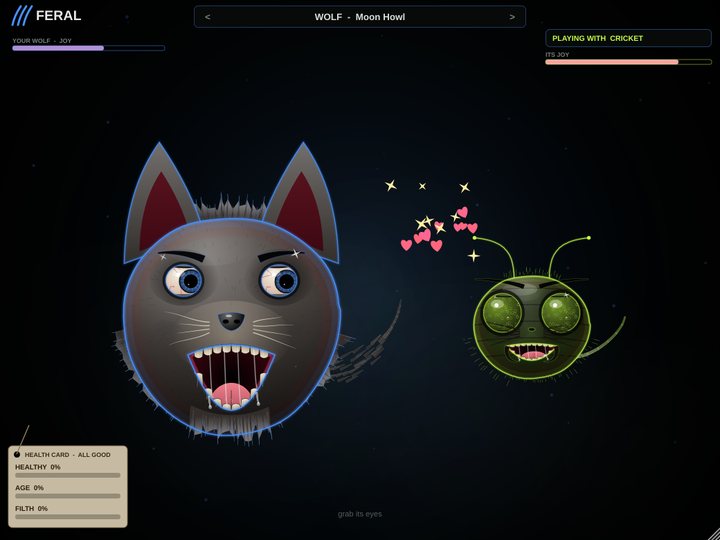 FERAL
< WOLF - Moon Howl >
YOUR WOLF - JOY
PLAYING WITH CRICKET
ITS JOY
HEALTH CARD - ALL GOOD
HEALTHY 0%
AGE 0%
FILTH 0%
grab its eyes